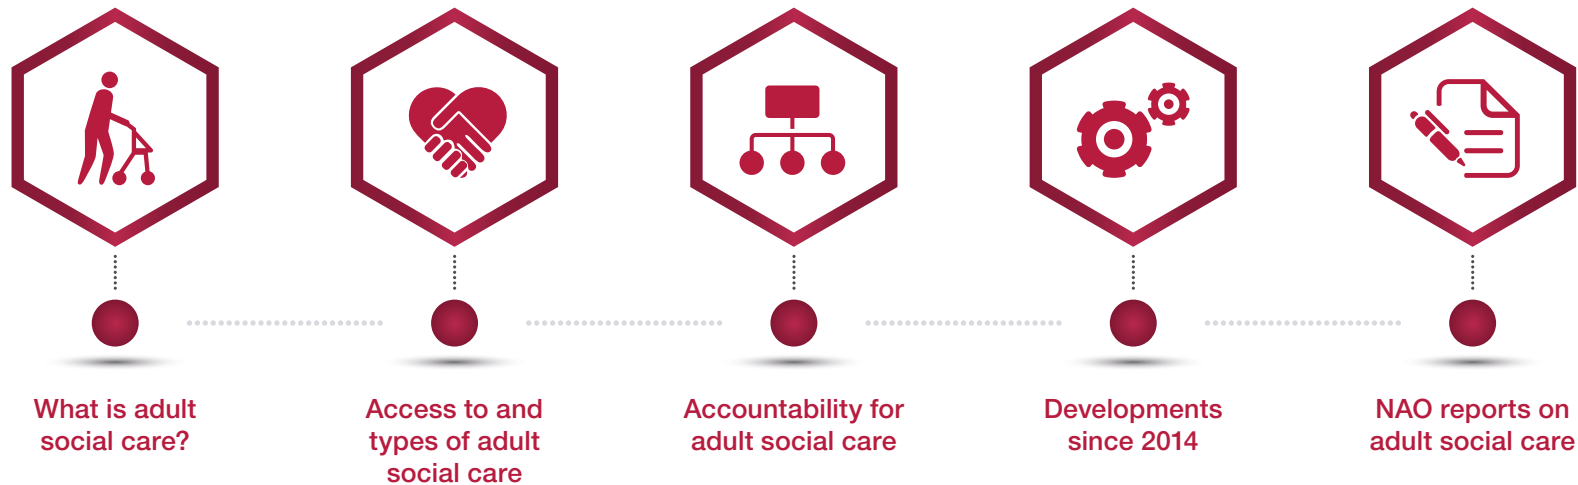 What is adult
social care?
Access to and
types of adult
social care
Accountability for
adult social care
Developments
since 2014
NAO reports on
adult social care